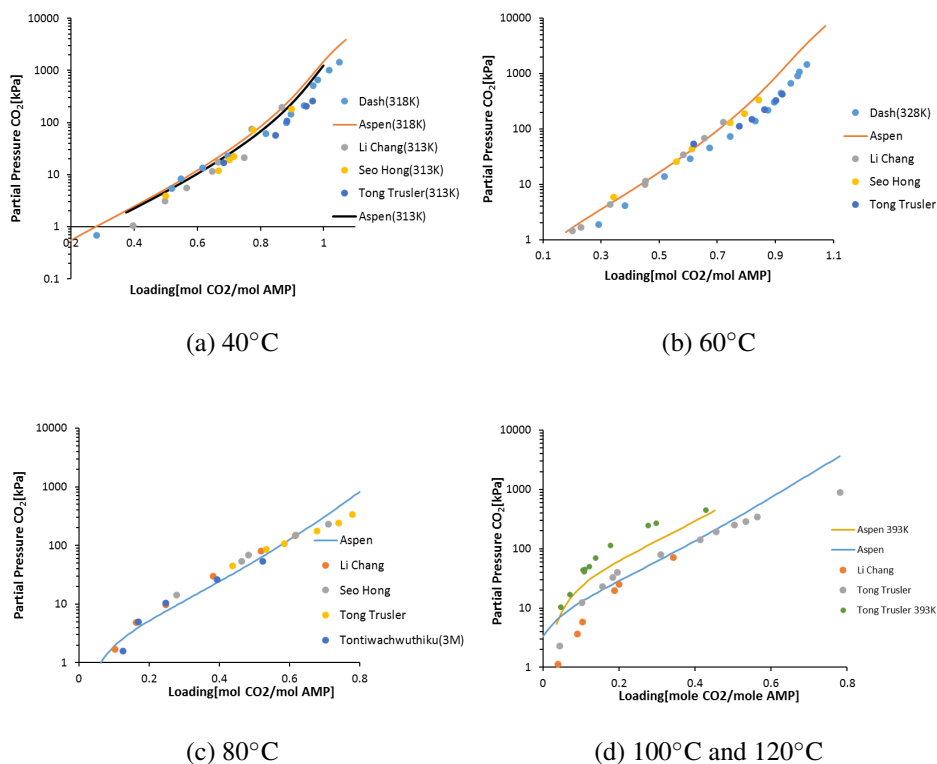 10000
1000
100
10
1
0.1
0.2
0.4
0.6
0.8
1
Partial Pressure CO2[kPa]
Loading[mol CO2/mol AMP]
Dash(318K)
Aspen(318K)
Li Chang(313K)
Seo Hong(313K)
Tong Trusler(313K)
Aspen(313K)
(a) 40°C
10000
1000
100
10
1
0.1
0.3
0.5
0.7
0.9
1.1
Partial Pressure CO2[kPa]
Loading[mol CO2/mol AMP]
Dash(328K)
Aspen
Li Chang
Seo Hong
Tong Trusler
(b) 60°C
10000
1000
100
10
1
0
0.2
0.4
0.6
0.8
Partial Pressure CO2[kPa]
Loading[mol CO2/mol AMP]
Aspen
Li Chang
Seo Hong
Tong Trusler
Tontiwachwuthiku(3M)
(c) 80°C
10000
1000
100
10
1
0
0.2
0.4
0.6
0.8
Partial Pressure CO2[kPa]
Loading[mole CO2/mole AMP]
Aspen 393K
Aspen
Li Chang
Tong Trusler
Tong Trusler 393K
(d) 100°C and 120°C